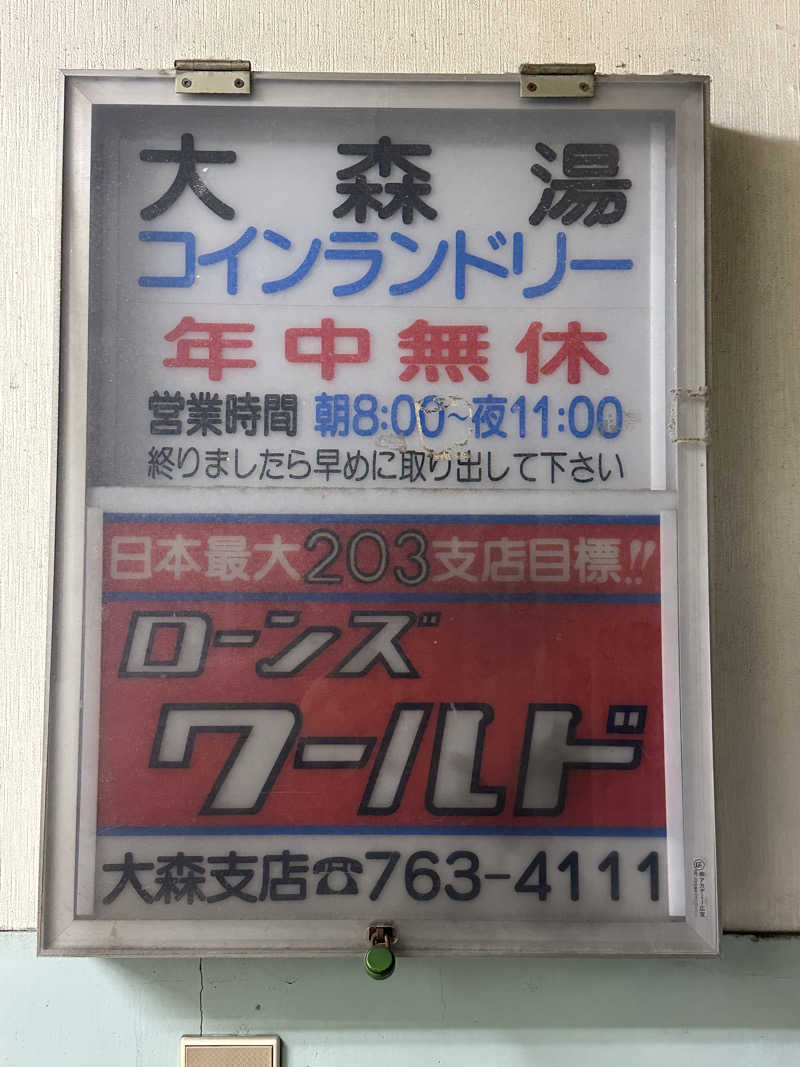 大森湯
コインランドリー
年中無休
営業時間 朝8:00~夜11:00
終りましたら早めに取り出して下さい
日本最大203支店目標!!
ローンズ
ワールド
大森支店☎763-4111